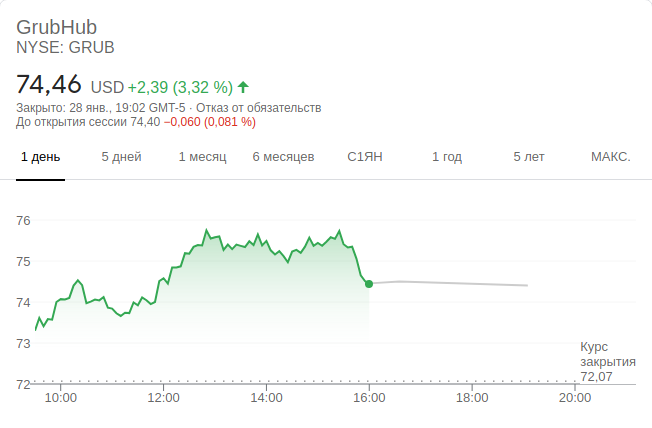 GrubHub
NYSE: GRUB
74,46 USD +2,39 (3,32 %)
Закрыто: 28 янв., 19:02 GMT-5 · Отказ от обязательств
До открытия сессии 74,40 −0,060 (0,081 %)
1 день 5 дней 1 месяц 6 месяцев С1ЯН 1 год 5 лет МАКС.
76
75
74
73
Курс
закрытия
72,07
72
10:00 12:00 14:00 16:00 18:00 20:00